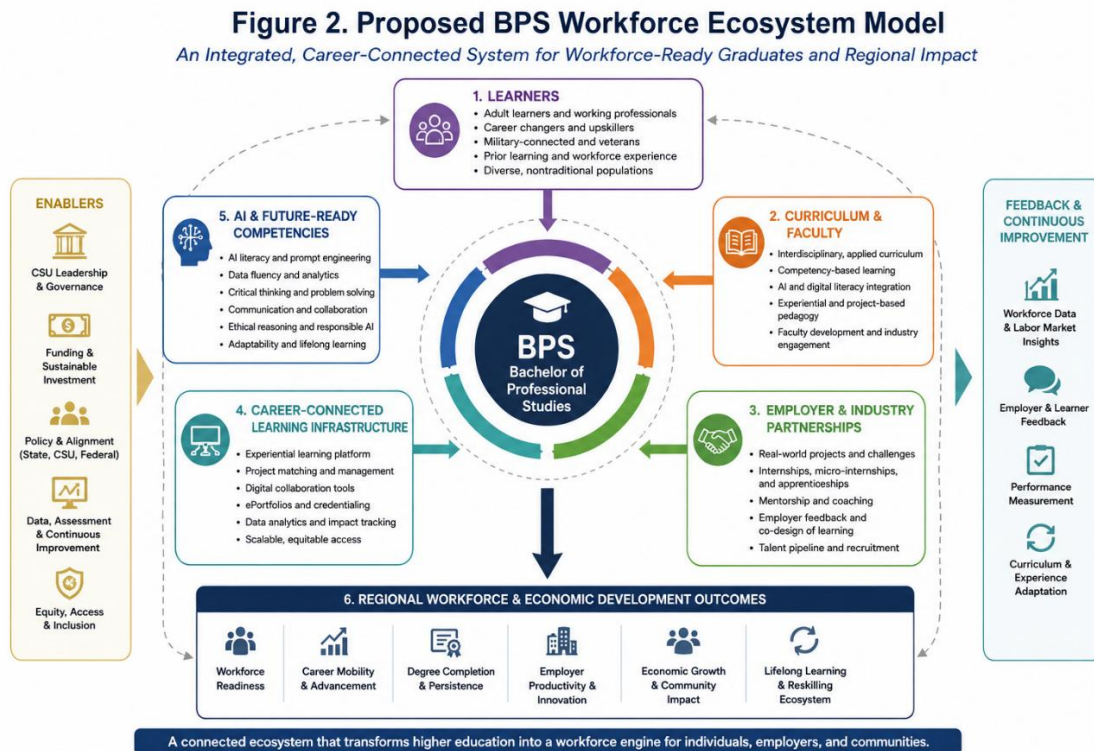 Figure 2. Proposed BPS Workforce Ecosystem Model
An Integrated, Career-Connected System for Workforce-Ready Graduates and Regional Impact
1. LEARNERS
• Adult learners and working professionals
• Career changers and upskillers
• Military-connected and veterans
• Prior learning and workforce experience
• Diverse, nontraditional populations
ENABLERS
CSU Leadership
& Governance
Funding &
Sustainable
Investment
Policy & Alignment
(State, CSU, Federal)
Data, Assessment
& Continuous
Improvement
Equity, Access
& Inclusion
5. AI & FUTURE-READY
COMPETENCIES
• AI literacy and prompt engineering
• Data fluency and analytics
• Critical thinking and problem solving
• Communication and collaboration
• Ethical reasoning and responsible AI
• Adaptability and lifelong learning
2. CURRICULUM &
FACULTY
• Interdisciplinary, applied curriculum
• Competency-based learning
• AI and digital literacy integration
• Experiential and project-based
pedagogy
• Faculty development and industry
engagement
BPS
Bachelor of
Professional
Studies
4. CAREER-CONNECTED
LEARNING INFRASTRUCTURE
• Experiential learning platform
• Project matching and management
• Digital collaboration tools
• ePortfolios and credentialing
• Data analytics and impact tracking
• Scalable, equitable access
3. EMPLOYER & INDUSTRY
PARTNERSHIPS
• Real-world projects and challenges
• Internships, micro-internships,
and apprenticeoships
• Mentorship and coaching
• Employer feedback and
co-design of learning
• Talent pipeline and recruitment
FEEDBACK &
CONTINUOUS
IMPROVEMENT
Workforce Data
& Labor Market
Insights
Employer & Learner
Feedback
Performance
Measurement
Curriculum &
Experience
Adaptation
6. REGIONAL WORKFORCE & ECONOMIC DEVELOPMENT OUTCOMES
Workforce
Readiness
Career Mobility
& Advancement
Degree Completion
& Persistence
Employer
Productivity &
Innovation
Economic Growth
& Community
Impact
Lifelong Learning
& Reskilling
Ecosystem
A connected ecosystem that transforms higher education into a workforce engine for individuals, employers, and communities.